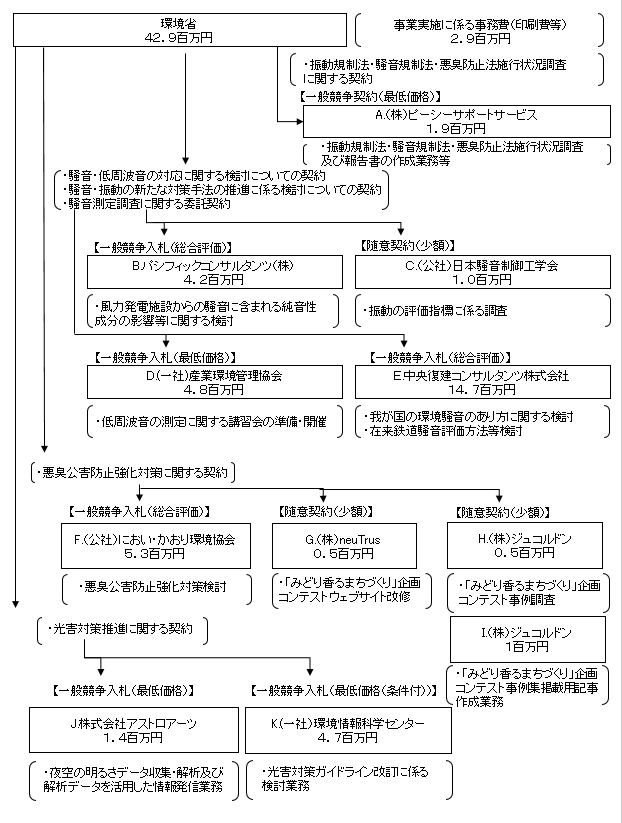 環境省
42.9百万円
事業実施に係る事務費(印刷費等)
2.9百万円
・振動規制法・騒音規制法・悪臭防止法施行状況調査
に関する契約
【一般競争契約(最低価格)】
A.(株)ピーシーサポートサービス
1.9百万円
・振動規制法・騒音規制法・悪臭防止法施行状況調査
及び報告書の作成業務等
・騒音・低周波音の対応に関する検討についての契約
・騒音・振動の新たな対策手法の推進に係る検討についての契約
・騒音測定調査に関する委託契約
【一般競争入札(総合評価)】
B.パシフィックコンサルタンツ(株)
4.2百万円
・風力発電施設からの騒音に含まれる純音性
成分の影響等に関する検討
【随意契約(少額)】
C.(公社)日本騒音制御工学会
1.0百万円
・振動の評価指標に係る調査
【一般競争入札(最低価格)】
D.(一社)産業環境管理協会
4.8百万円
・低周波音の測定に関する講習会の準備・開催
【一般競争入札(総合評価)】
E.中央復建コンサルタンツ株式会社
14.7百万円
・我が国の環境騒音のあり方に関する検討
・在来鉄道騒音評価方法等検討
・悪臭公害防止強化対策に関する契約
【一般競争入札(総合評価)】
F.(公社)におい・かおり環境協会
5.3百万円
・悪臭公害防止強化対策検討
【随意契約(少額)】
G.(株)neuTrus
0.5百万円
・「みどり香るまちづくり」企画
コンテストウェブサイト改修
【随意契約(少額)】
H.(株)ジュコルドン
0.5百万円
・「みどり香るまちづくり」企画
コンテスト事例調査
I.(株)ジュコルドン
1百万円
・「みどり香るまちづくり」企画
コンテスト事例集掲載用記事
作成業務
・光害対策推進に関する契約
【一般競争入札(最低価格)】
J.株式会社アストロアーツ
1.4百万円
・夜空の明るさデータ収集・解析及び
解析データを活用した情報発信業務
【一般競争入札(最低価格(条件付))】
K.(一社)環境情報科学センター
4.7百万円
・光害対策ガイドライン改訂に係る
検討業務